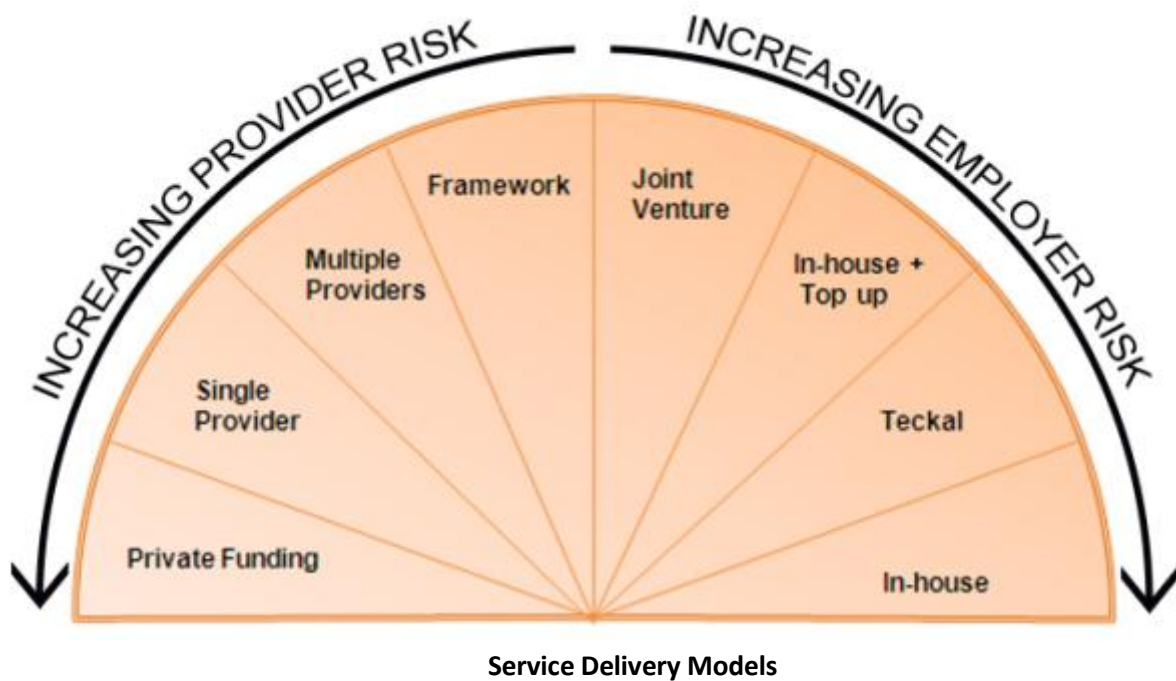 INCREASING PROVIDER RISK
INCREASING EMPLOYER RISK
Framework
Joint
Venture
Multiple
Providers
In-house +
Top up
Single
Provider
Teckal
Private Funding
In-house
Service Delivery Models